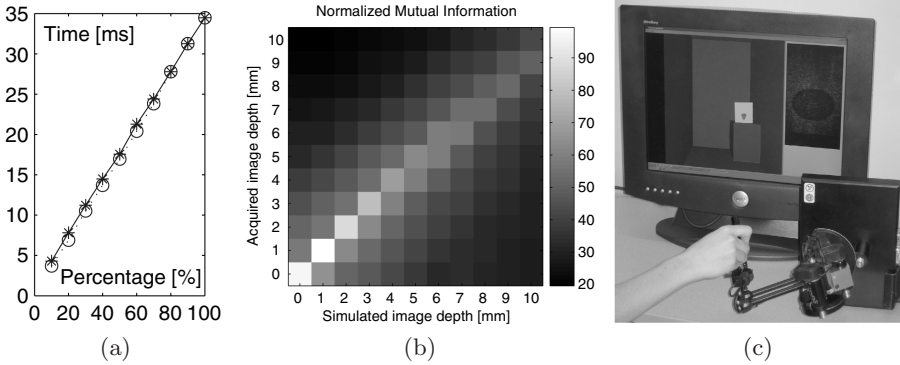 35
30
25
20
15
10
5
0
Time [ms]
Percentage [%]
0 20 40 60 80 100
(a)
Normalized Mutual Information
Acquired image depth [mm]
10
9
8
7
6
5
4
3
2
1
0
0 1 2 3 4 5 6 7 8 9 10
Simulated image depth [mm]
90
80
70
60
50
40
30
20
(b)
(c)